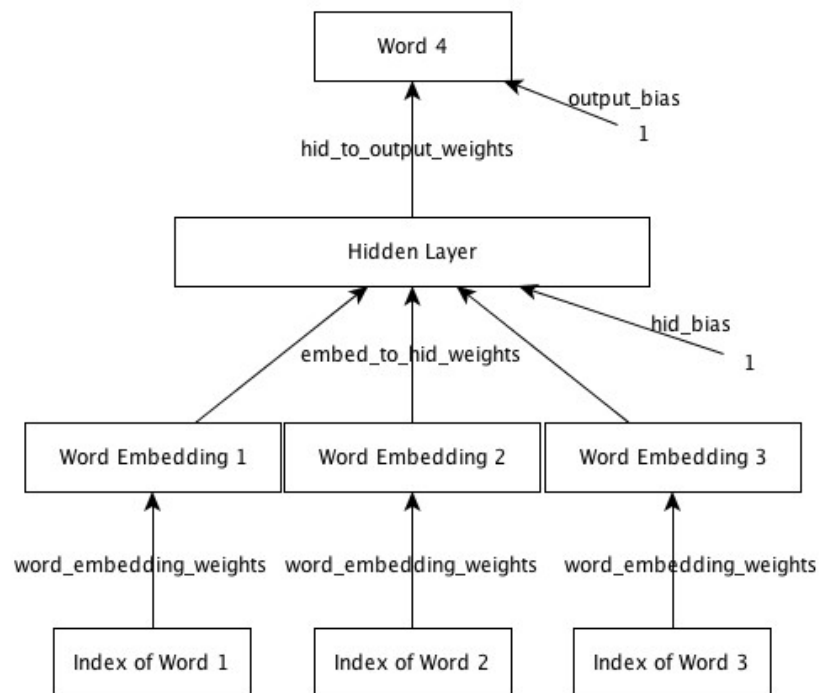 Word 4
output_bias
1
hid_to_output_weights
Hidden Layer
hid_bias
1
embed_to_hid_weights
Word Embedding 1 Word Embedding 2 Word Embedding 3
word_embedding_weights word_embedding_weights word_embedding_weights
Index of Word 1 Index of Word 2 Index of Word 3